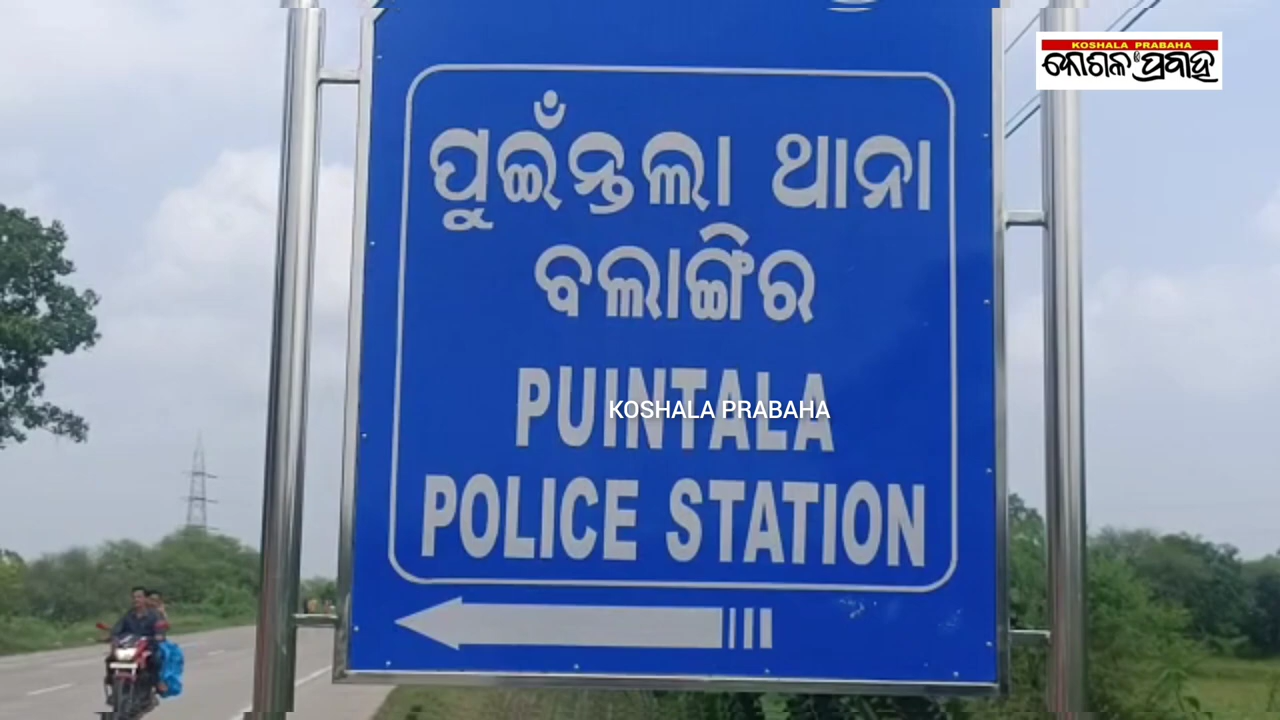 KOSHALA PRABAHA
କୋଶଳ ପ୍ରବାହ
ପୁଇଁନ୍ତଲା ଥାନା
ବଲାଙ୍ଗିର
PUINTALA
KOSHALA PRABAHA
POLICE STATION